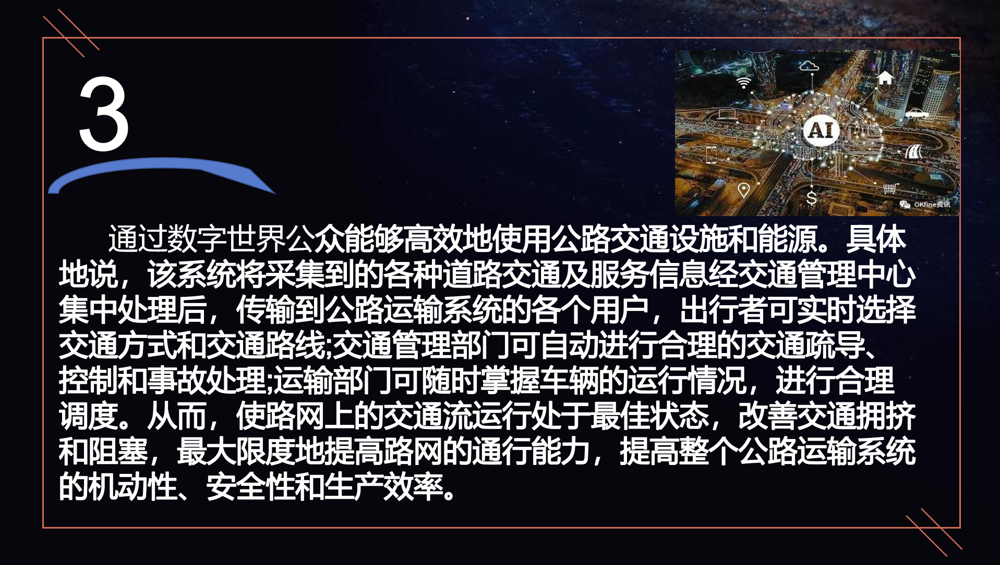 3
AI
$
OKfine资讯
通过数字世界公众能够高效地使用公路交通设施和能源。具体
地说，该系统将采集到的各种道路交通及服务信息经交通管理中心
集中处理后，传输到公路运输系统的各个用户，出行者可实时选择
交通方式和交通路线;交通管理部门可自动进行合理的交通疏导、
控制和事故处理;运输部门可随时掌握车辆的运行情况，进行合理
调度。从而，使路网上的交通流运行处于最佳状态，改善交通拥挤
和阻塞，最大限度地提高路网的通行能力，提高整个公路运输系统
的机动性、安全性和生产效率。